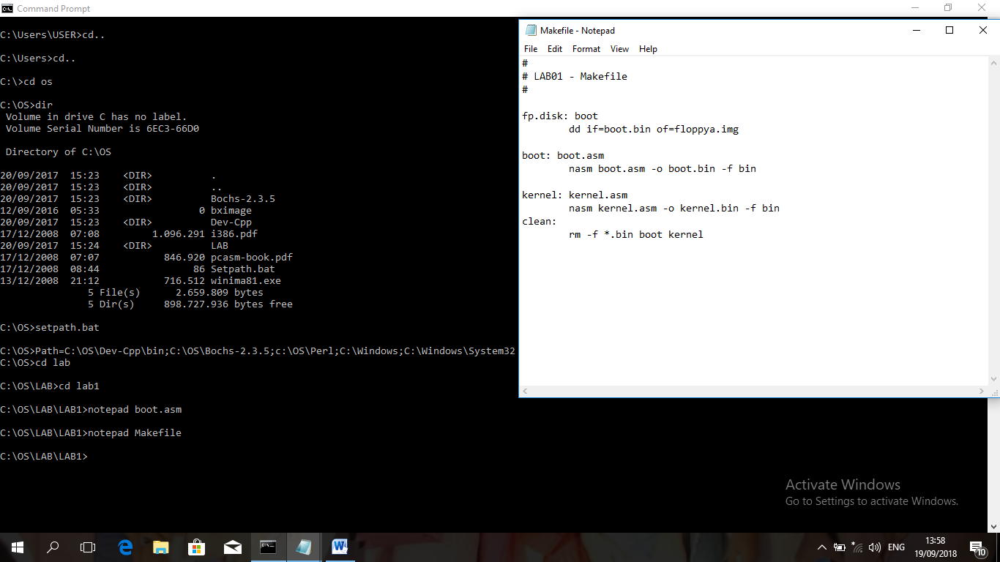 Command Prompt
C:\Users\USER>cd..
C:\Users>cd..
C:\>cd os
C:\OS>dir
 Volume in drive C has no label.
 Volume Serial Number is 6EC3-66D0
 Directory of C:\OS
20/09/2017  15:23    <DIR>          .
20/09/2017  15:23    <DIR>          ..
20/09/2017  15:23    <DIR>          Bochs-2.3.5
12/09/2016  05:33                 0 bximage
20/09/2017  15:23    <DIR>          Dev-Cpp
17/12/2008  07:08         1.096.291 i386.pdf
20/09/2017  15:24    <DIR>          LAB
17/12/2008  07:07           846.920 pcasm-book.pdf
17/12/2008  08:44                86 Setpath.bat
13/12/2008  21:12           716.512 winima81.exe
               5 File(s)      2.659.809 bytes
               5 Dir(s)     898.727.936 bytes free
C:\OS>setpath.bat
C:\OS>Path=C:\OS\Dev-Cpp\bin;C:\OS\Bochs-2.3.5;c:\OS\Perl;C:\Windows;C:\Windows\System32
C:\OS>cd lab
C:\OS\LAB>cd lab1
C:\OS\LAB\LAB1>notepad boot.asm
C:\OS\LAB\LAB1>notepad Makefile
C:\OS\LAB\LAB1>
Makefile - Notepad
File Edit Format View Help
#
# LAB01 - Makefile
#
fp.disk: boot
        dd if=boot.bin of=floppya.img
boot: boot.asm
        nasm boot.asm -o boot.bin -f bin
kernel: kernel.asm
        nasm kernel.asm -o kernel.bin -f bin
clean:
        rm -f *.bin boot kernel
Activate Windows
Go to Settings to activate Windows.
ENG
13:58
19/09/2018
10